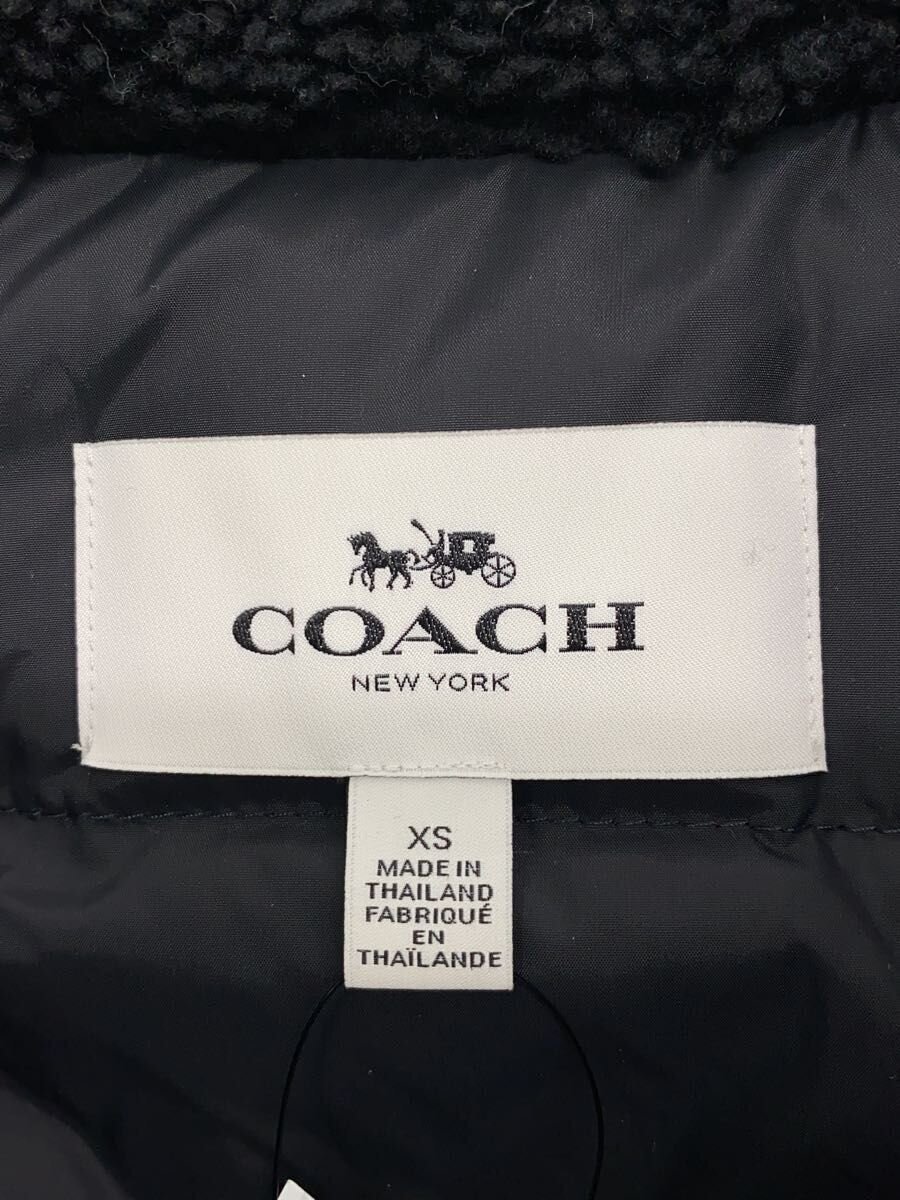 COACH
NEW YORK
XS
MADE IN
THAILAND
FABRIQUÉ
EN
THAÏLANDE